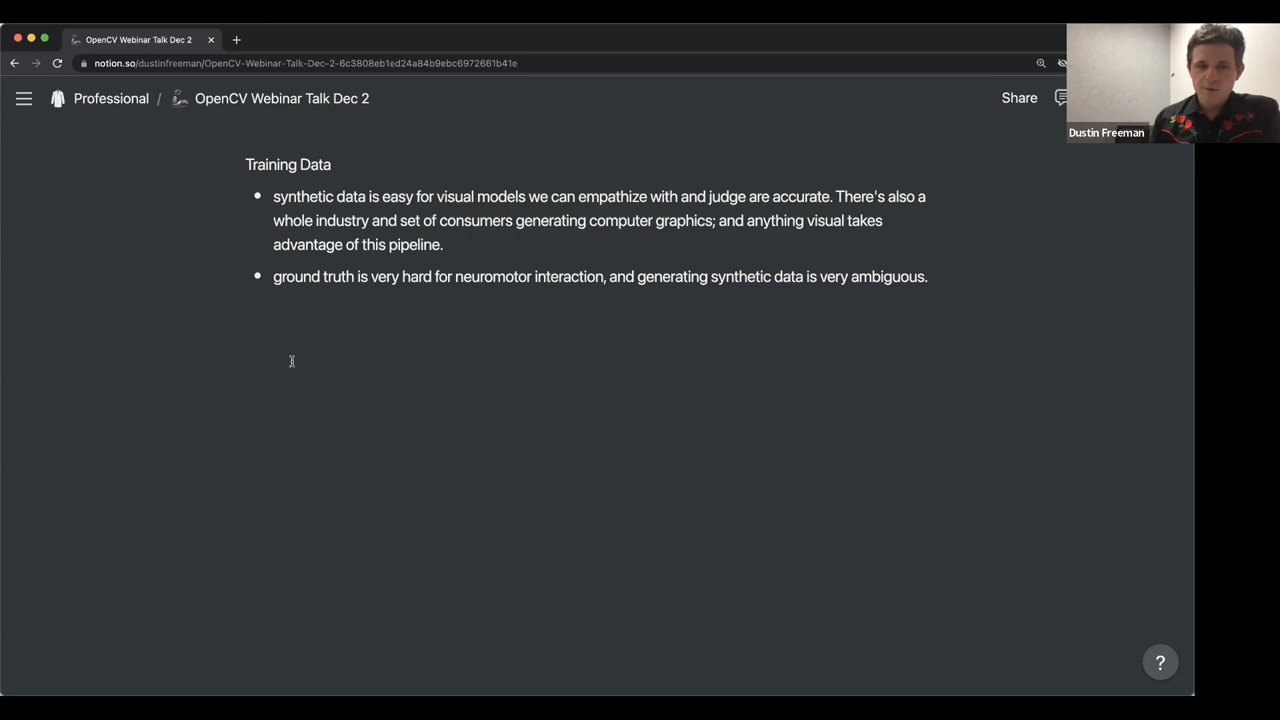 OpenCV Webinar Talk Dec 2
notion.so/dustinfreeman/OpenCV-Webinar-Talk-Dec-2-6c3808eb1ed24a84b9ebc6972661b41e
Professional / OpenCV Webinar Talk Dec 2
Share
Dustin Freeman
Training Data
synthetic data is easy for visual models we can empathize with and judge are accurate. There's also a
whole industry and set of consumers generating computer graphics; and anything visual takes
advantage of this pipeline.
ground truth is very hard for neuromotor interaction, and generating synthetic data is very ambiguous.
?